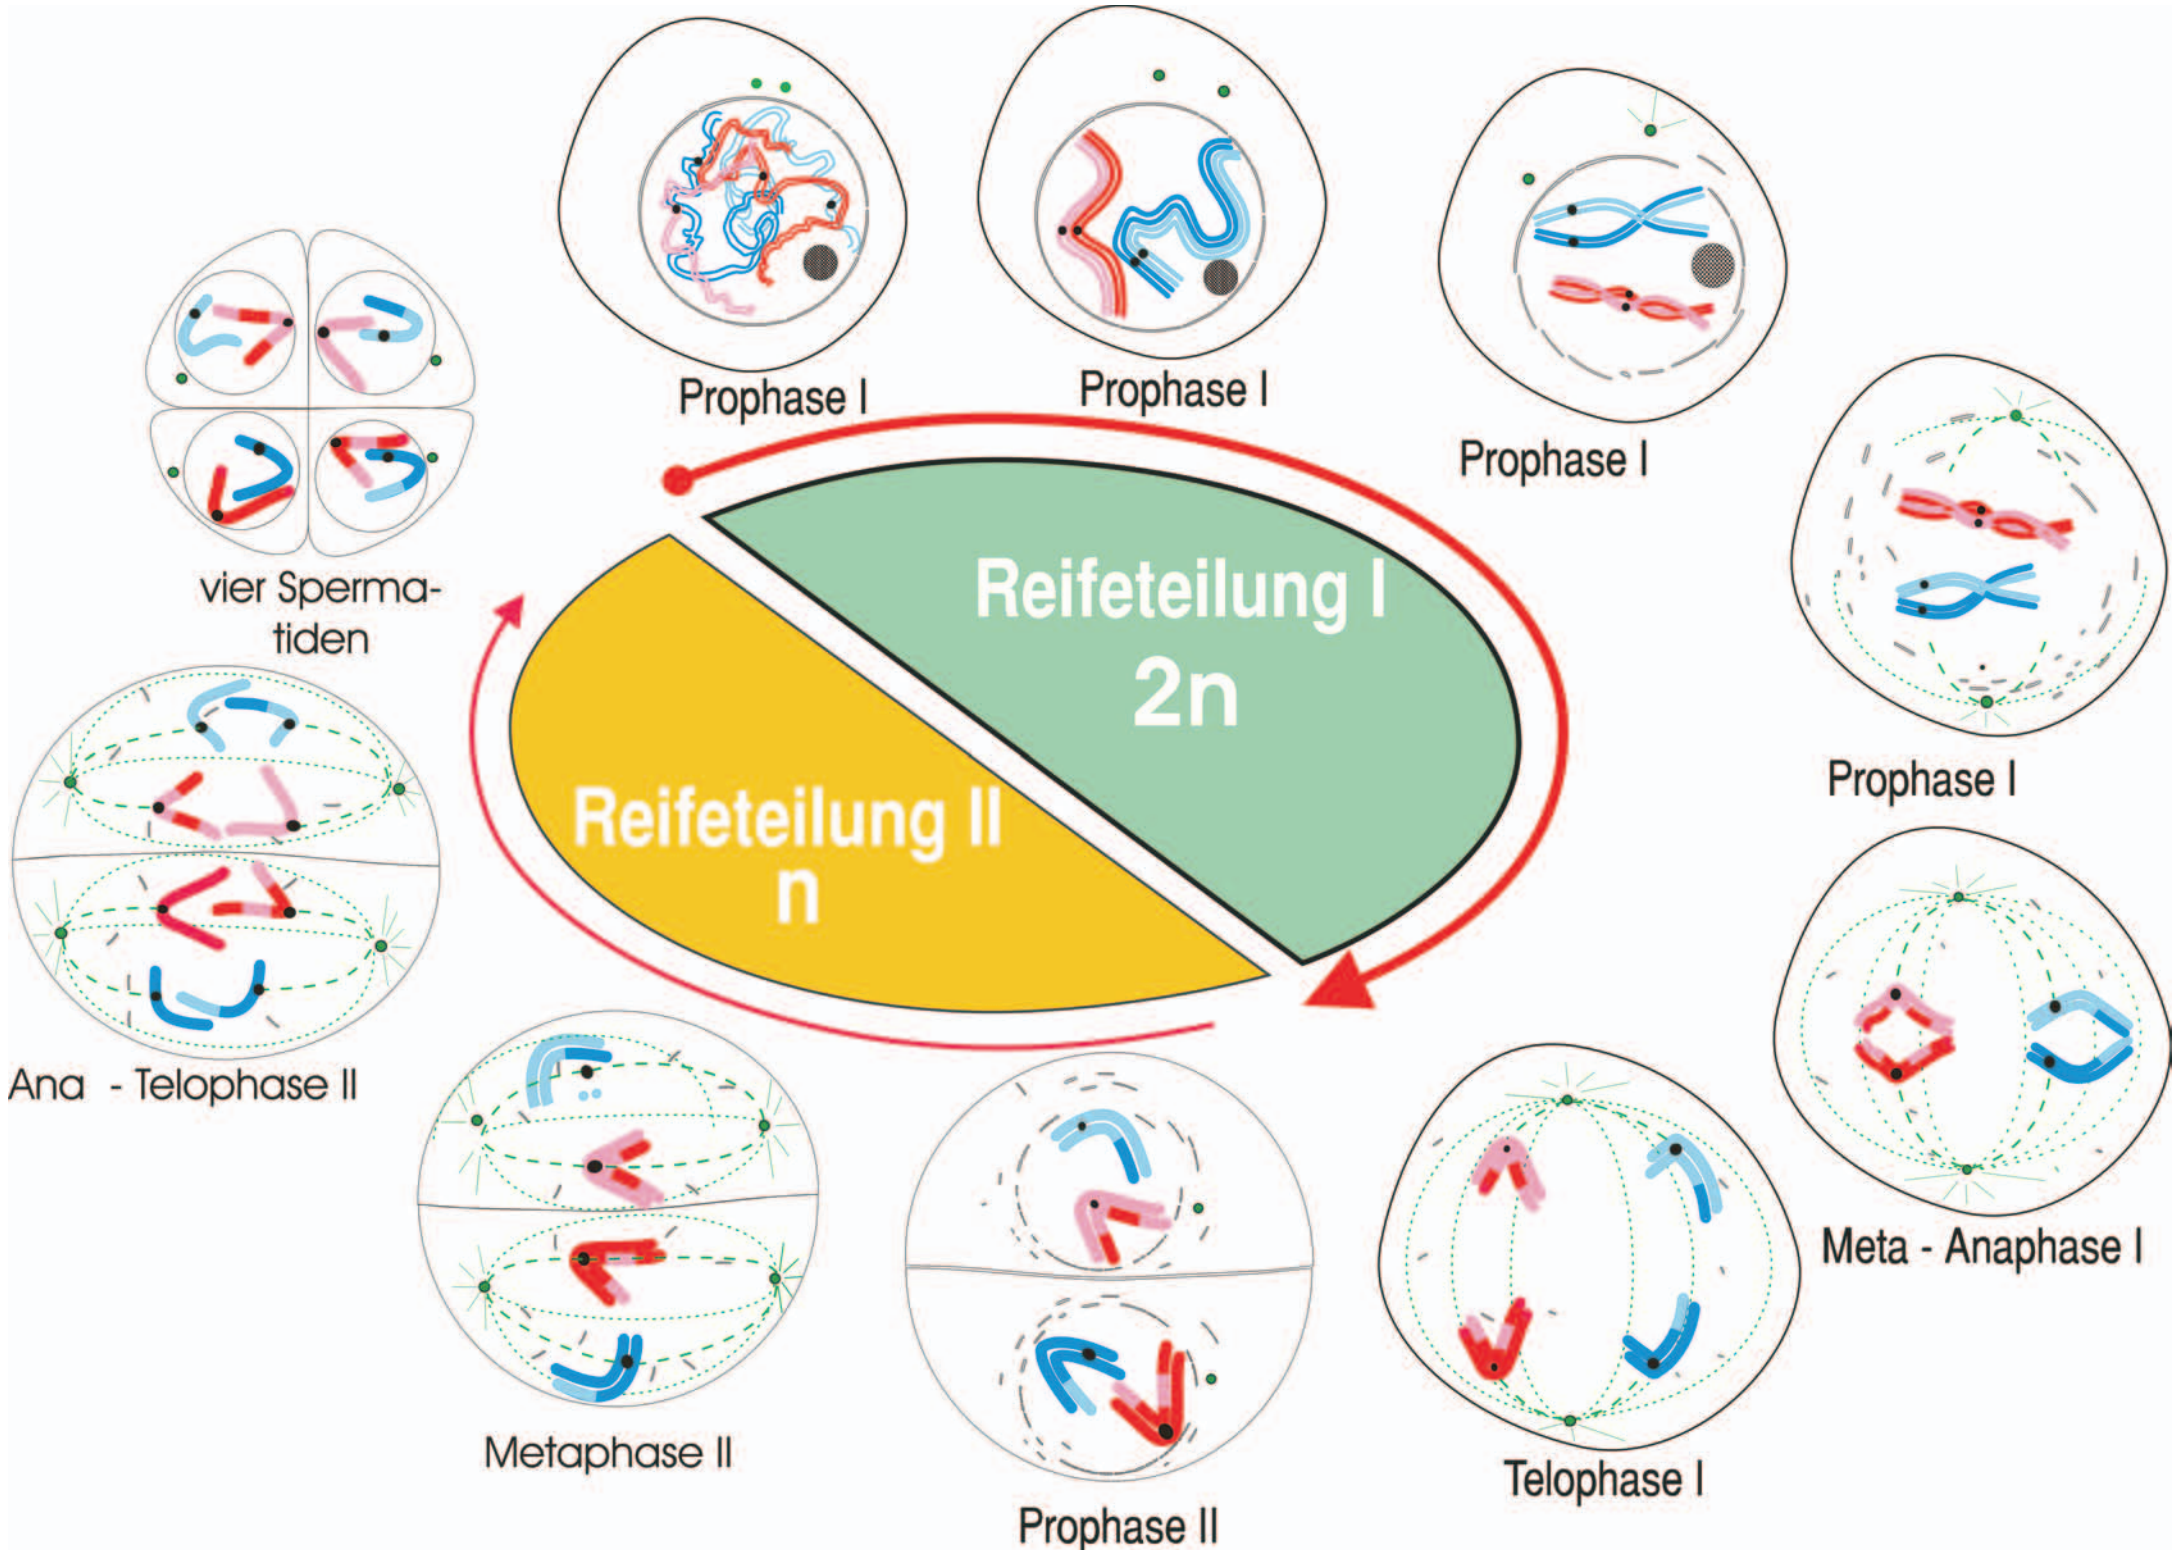 Prophase I
Prophase I
Prophase I
Prophase I
Meta - Anaphase I
Telophase I
Prophase II
Metaphase II
Ana - Telophase II
vier Sperma-
tiden
Reifeteilung I
2n
Reifeteilung II
n